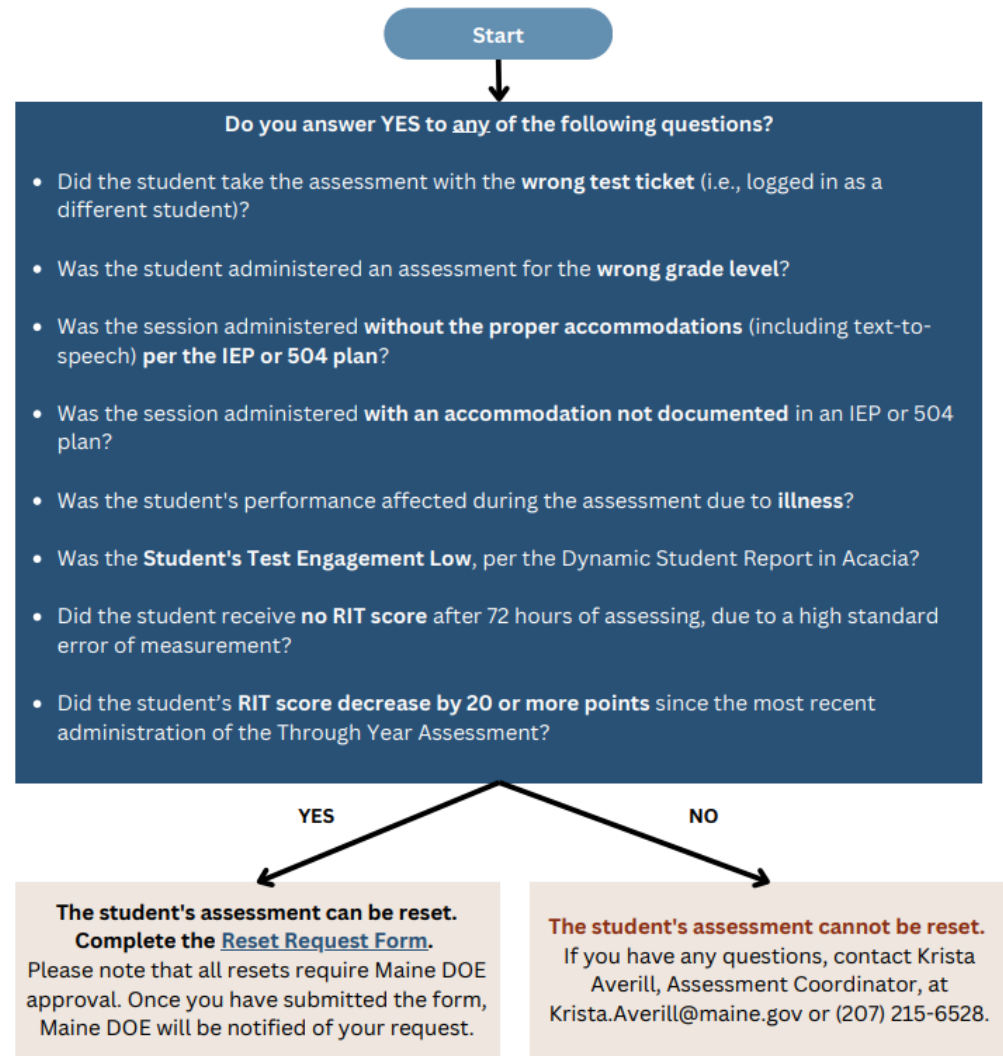 Start
Do you answer YES to any of the following questions?
• Did the student take the assessment with the wrong test ticket (i.e., logged in as a
different student)?
• Was the student administered an assessment for the wrong grade level?
• Was the session administered without the proper accommodations (including text-to-
speech) per the IEP or 504 plan?
• Was the session administered with an accommodation not documented in an IEP or 504
plan?
• Was the student's performance affected during the assessment due to illness?
• Was the Student's Test Engagement Low, per the Dynamic Student Report in Acacia?
• Did the student receive no RIT score after 72 hours of assessing, due to a high standard
error of measurement?
• Did the student’s RIT score decrease by 20 or more points since the most recent
administration of the Through Year Assessment?
YES
NO
The student's assessment can be reset.
Complete the Reset Request Form.
Please note that all resets require Maine DOE
approval. Once you have submitted the form,
Maine DOE will be notified of your request.
The student's assessment cannot be reset.
If you have any questions, contact Krista
Averill, Assessment Coordinator, at
Krista.Averill@maine.gov or (207) 215-6528.